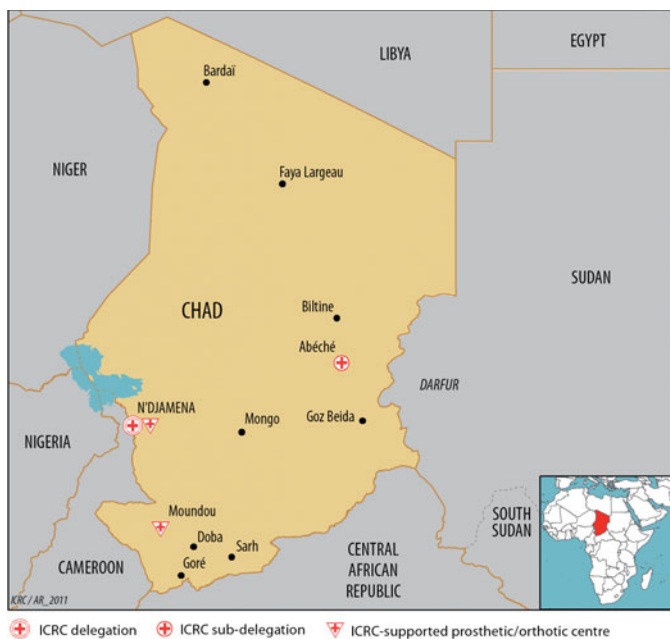 LIBYA
EGYPT
Bardaï
NIGER
Faya Largeau
SUDAN
CHAD
Biltine
Abéché
DARFUR
N'DJAMENA
Mongo
Goz Beida
NIGERIA
Moundou
SOUTH
SUDAN
Doba
Sarh
CENTRAL
AFRICAN
REPUBLIC
CAMEROON
Goré
ICRC / AR_2011
ICRC delegation
ICRC sub-delegation
ICRC-supported prosthetic/orthotic centre